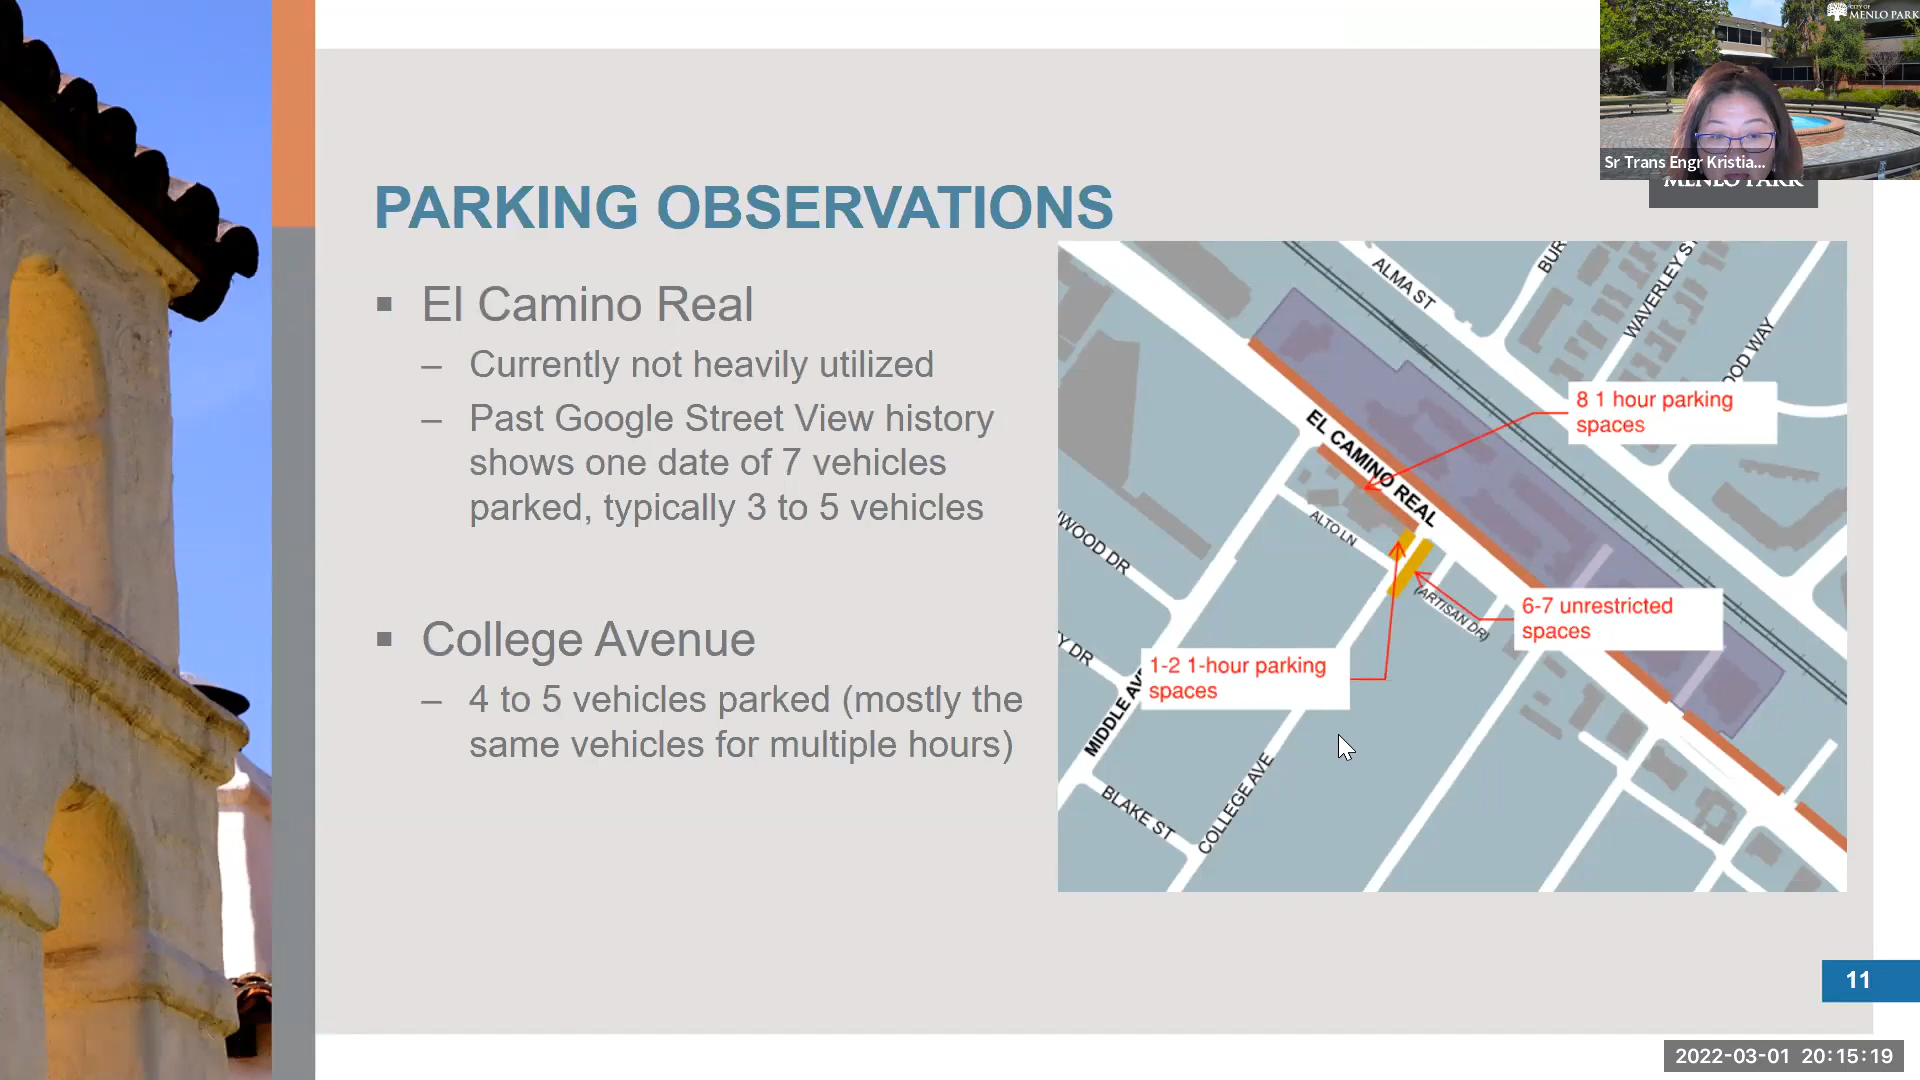 CITY OF
MENLO PARK
Sr Trans Engr Kristia...
MENLO PARK
PARKING OBSERVATIONS
▪ El Camino Real
– Currently not heavily utilized
– Past Google Street View history
shows one date of 7 vehicles
parked, typically 3 to 5 vehicles
▪ College Avenue
– 4 to 5 vehicles parked (mostly the
same vehicles for multiple hours)
ALMA ST
BUR
WAVERLEY S
OOD WAY
8 1 hour parking
spaces
EL CAMINO REAL
ALTO LN
WOOD DR
(ARTISAN DR)
6-7 unrestricted
spaces
Y DR
1-2 1-hour parking
spaces
MIDDLE AV
BLAKE ST
COLLEGE AVE
11
2022-03-01 20:15:19